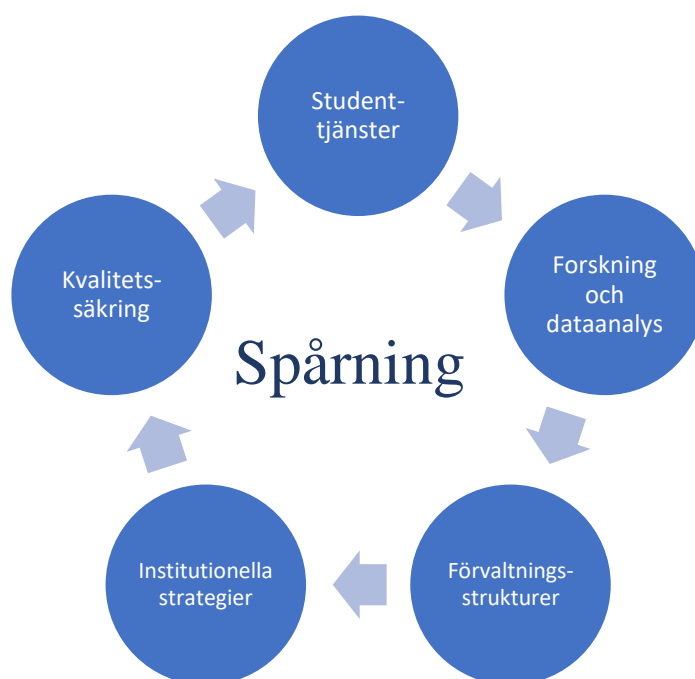 Student-
tjänster
Forskning
och
dataanalys
Kvalitets-
säkring
Spårning
Institutionella
strategier
Förvaltnings-
strukturer